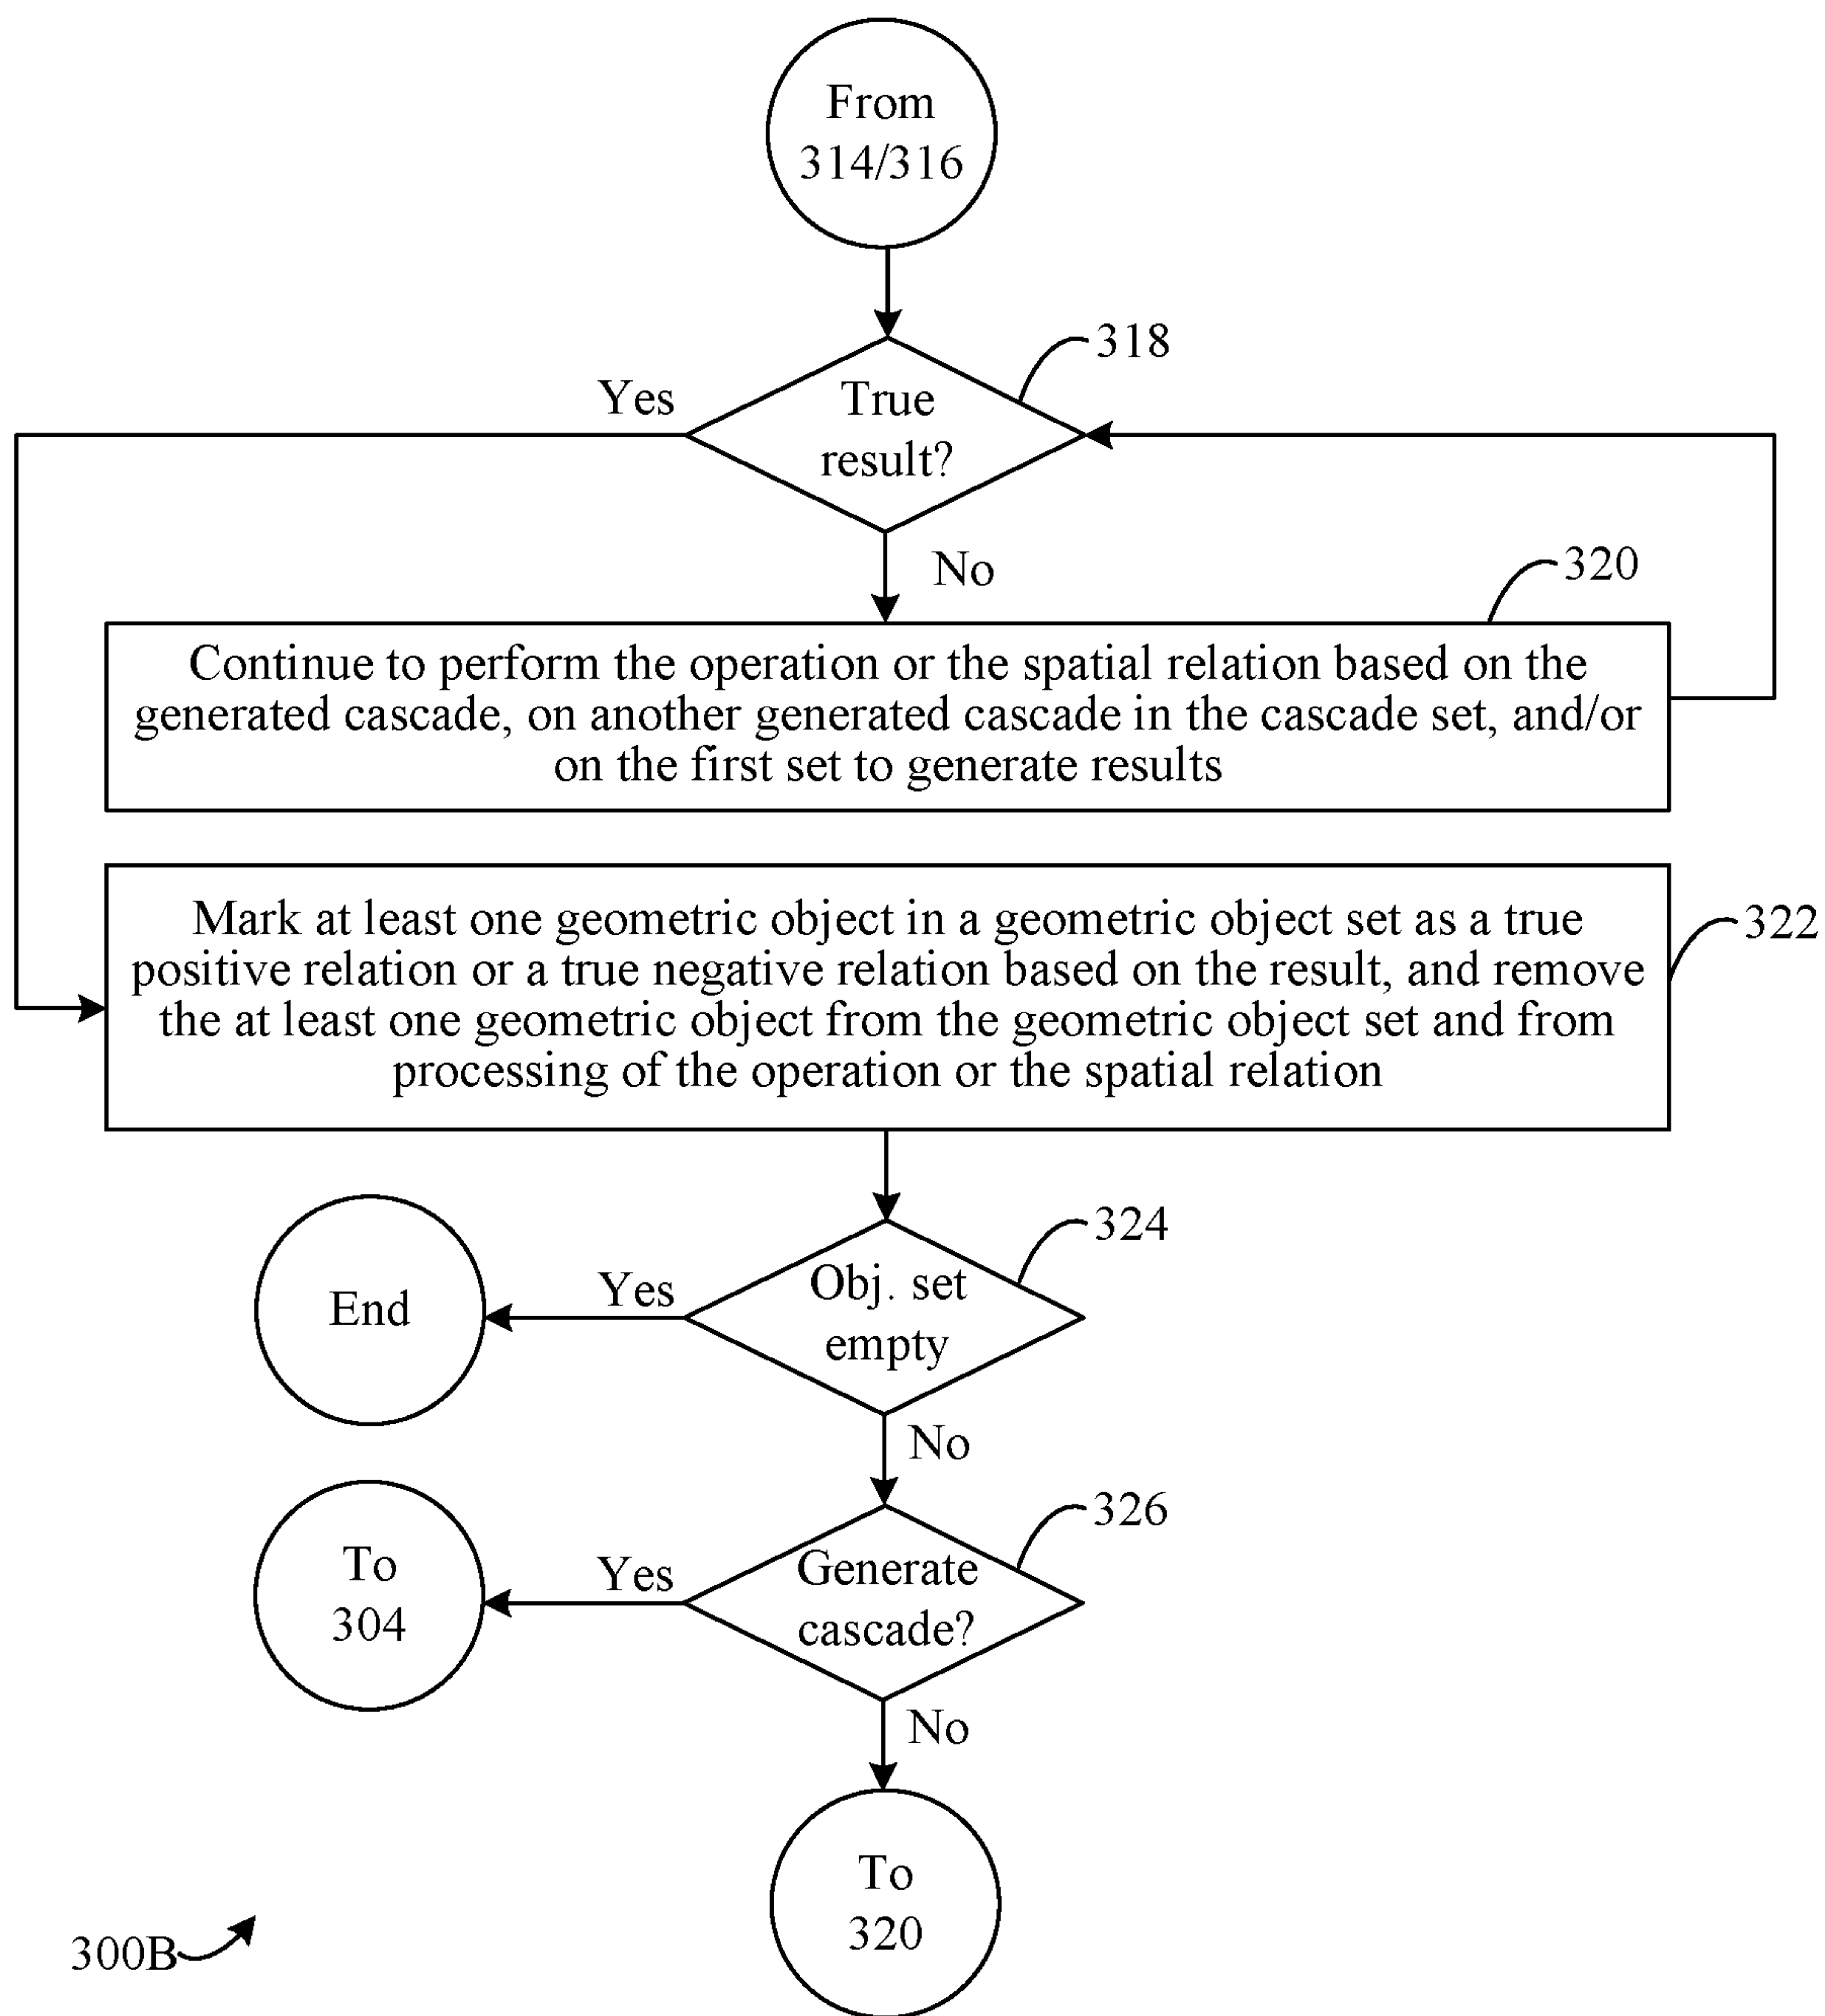 From
314/316
318
Yes
True
result?
No
320
Continue to perform the operation or the spatial relation based on the
generated cascade, on another generated cascade in the cascade set, and/or
on the first set to generate results
Mark at least one geometric object in a geometric object set as a true
positive relation or a true negative relation based on the result, and remove
the at least one geometric object from the geometric object set and from
processing of the operation or the spatial relation
322
324
End
Yes
Obj. set
empty
No
326
To
304
Yes
Generate
cascade?
No
To
320
300B